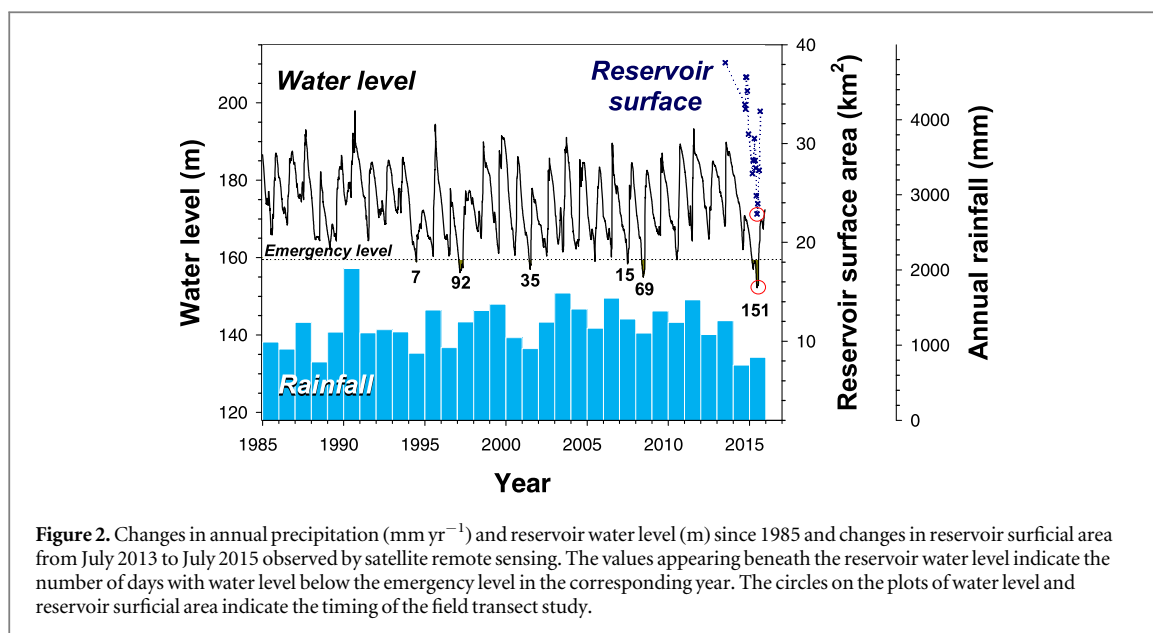 Water level
Reservoir
surface
Water level (m)
200
180
160
140
120
Emergency level
7
92
35
15
69
151
Rainfall
1985
1990
1995
2000
2005
2010
2015
Year
40
30
20
10
Reservoir surface area (km²)
4000
3000
2000
1000
0
Annual rainfall (mm)
Figure 2. Changes in annual precipitation (mm yr⁻¹) and reservoir water level (m) since 1985 and changes in reservoir surficial area
from July 2013 to July 2015 observed by satellite remote sensing. The values appearing beneath the reservoir water level indicate the
number of days with water level below the emergency level in the corresponding year. The circles on the plots of water level and
reservoir surficial area indicate the timing of the field transect study.